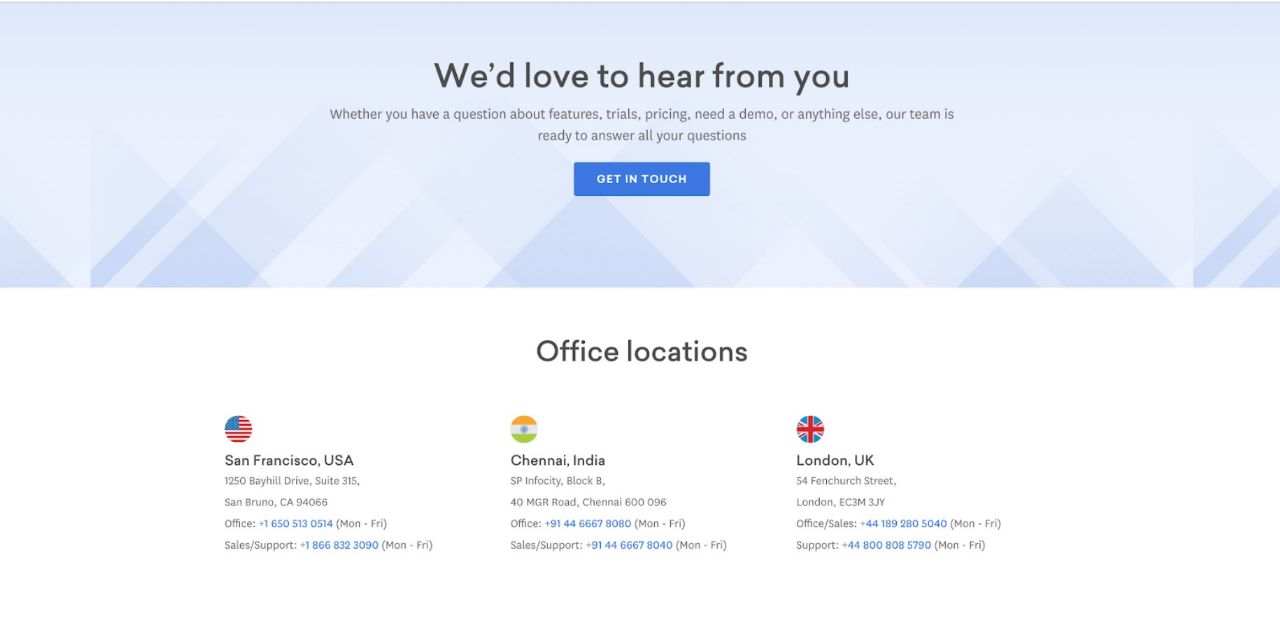 We’d love to hear from you
Whether you have a question about features, trials, pricing, need a demo, or anything else, our team is
ready to answer all your questions
GET IN TOUCH
Office locations
San Francisco, USA
1250 Bayhill Drive, Suite 315,
San Bruno, CA 94066
Office: +1 650 513 0514 (Mon - Fri)
Sales/Support: +1 866 832 3090 (Mon - Fri)
Chennai, India
SP Infocity, Block B,
40 MGR Road, Chennai 600 096
Office: +91 44 6667 8080 (Mon - Fri)
Sales/Support: +91 44 6667 8040 (Mon - Fri)
London, UK
54 Fenchurch Street,
London, EC3M 3JY
Office/Sales: +44 189 280 5040 (Mon - Fri)
Support: +44 800 808 5790 (Mon - Fri)